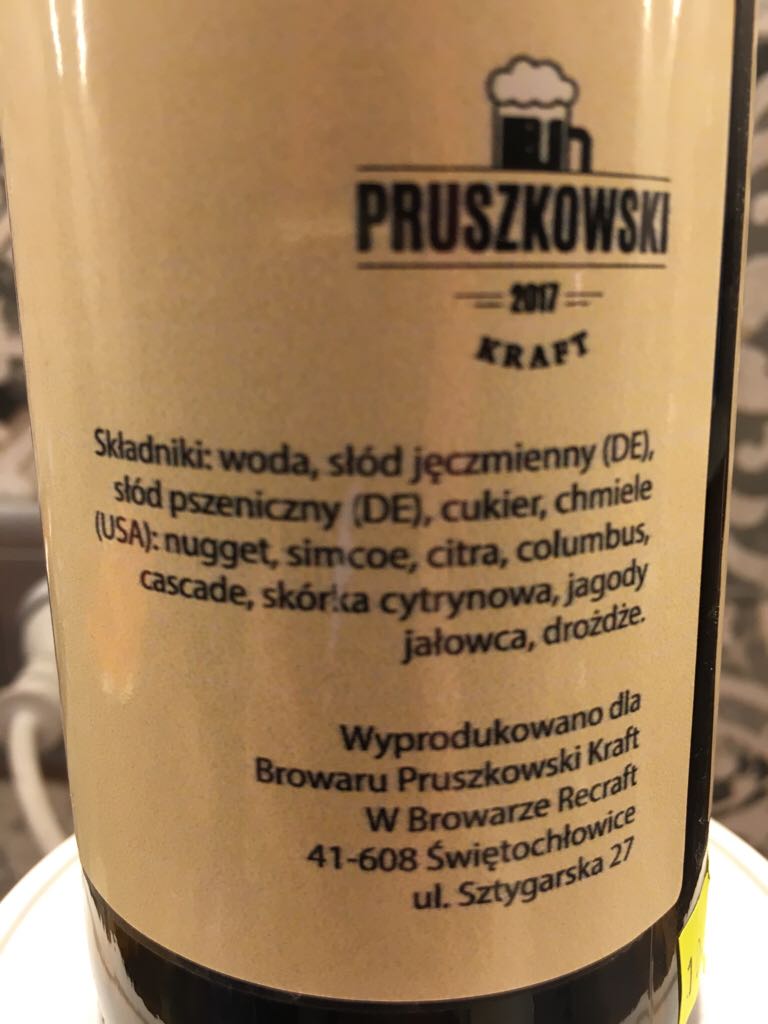 PRUSZKOWSKI
2017
KRAFT
Składniki: woda, słód jęczmienny (DE),
słód pszeniczny (DE), cukier, chmiele
(USA): nugget, simcoe, citra, columbus,
cascade, skórka cytrynowa, jagody
jałowca, drożdże.
Wyprodukowano dla
Browaru Pruszkowski Kraft
W Browarze Recraft
41-608 Świętochłowice
ul. Sztygarska 27